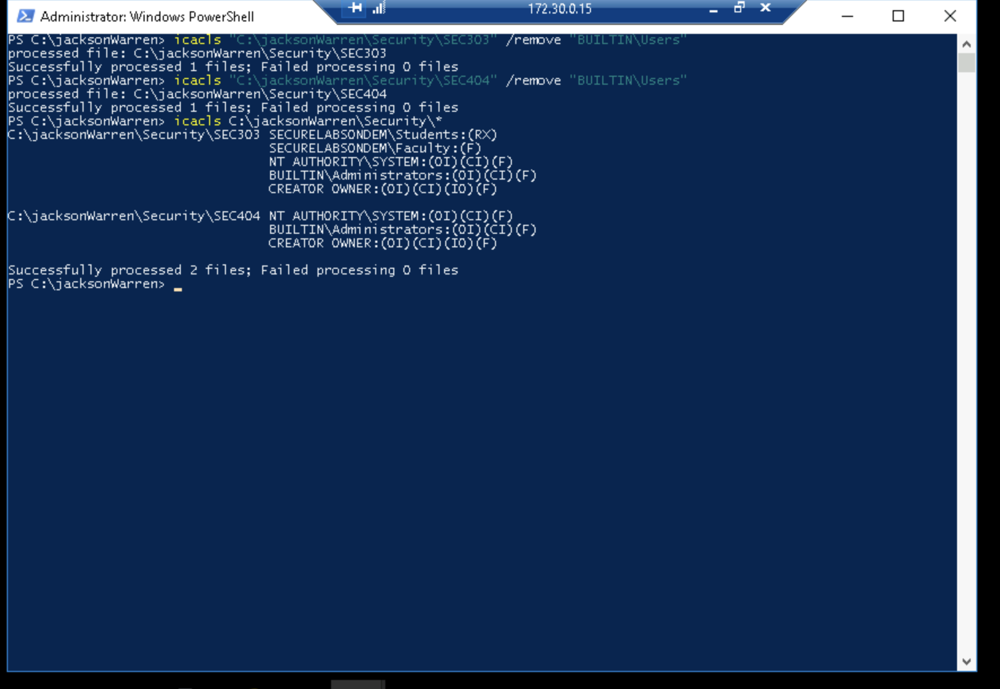 Administrator: Windows PowerShell
172.30.0.15
PS C:\jacksonWarren> icacls "C:\jacksonWarren\Security\SEC303" /remove "BUILTIN\Users"
processed file: C:\jacksonWarren\Security\SEC303
Successfully processed 1 files; Failed processing 0 files
PS C:\jacksonWarren> icacls "C:\jacksonWarren\Security\SEC404" /remove "BUILTIN\Users"
processed file: C:\jacksonWarren\Security\SEC404
Successfully processed 1 files; Failed processing 0 files
PS C:\jacksonWarren> icacls C:\jacksonWarren\Security\*
C:\jacksonWarren\Security\SEC303 SECURELABSONDEM\Students:(RX)
SECURELABSONDEM\Faculty:(F)
NT AUTHORITY\SYSTEM:(OI)(CI)(F)
BUILTIN\Administrators:(OI)(CI)(F)
CREATOR OWNER:(OI)(CI)(IO)(F)
C:\jacksonWarren\Security\SEC404 NT AUTHORITY\SYSTEM:(OI)(CI)(F)
BUILTIN\Administrators:(OI)(CI)(F)
CREATOR OWNER:(OI)(CI)(IO)(F)
Successfully processed 2 files; Failed processing 0 files
PS C:\jacksonWarren> _